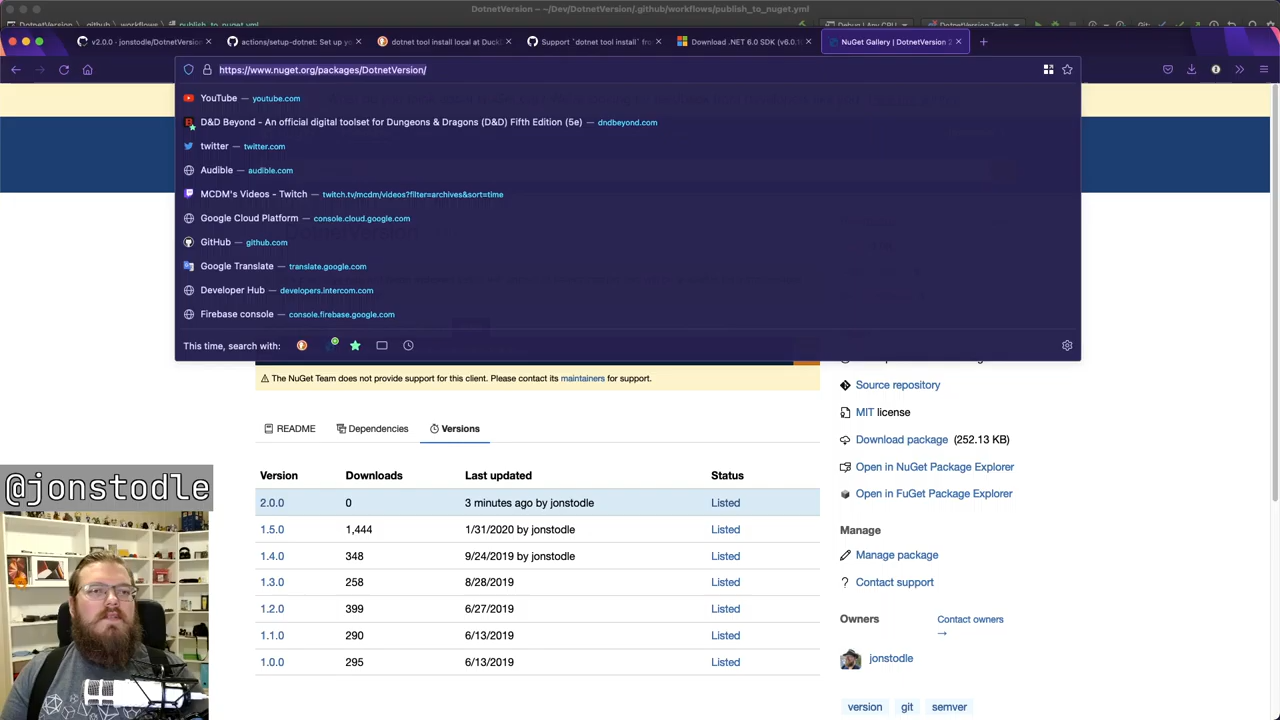 DotnetVersion – ~/Dev/DotnetVersion/.github/workflows/publish_to_nuget.yml
v2.0.0 · jonstodle/DotnetVersion
actions/setup-dotnet: Set up yo
dotnet tool install local at Duck
Support `dotnet tool install` fro
Download .NET 6.0 SDK (v6.0.1
NuGet Gallery | DotnetVersion 2
https://www.nuget.org/packages/DotnetVersion/
YouTube — youtube.com
D&D Beyond - An official digital toolset for Dungeons & Dragons (D&D) Fifth Edition (5e) — dndbeyond.com
twitter — twitter.com
Audible — audible.com
MCDM's Videos - Twitch — twitch.tv/mcdm/videos?filter=archives&sort=time
Google Cloud Platform — console.cloud.google.com
GitHub — github.com
Google Translate — translate.google.com
Developer Hub — developers.intercom.com
Firebase console — console.firebase.google.com
This time, search with:
The NuGet Team does not provide support for this client. Please contact its maintainers for support.
README Dependencies Versions
Version Downloads Last updated Status
2.0.0 0 3 minutes ago by jonstodle Listed
1.5.0 1,444 1/31/2020 by jonstodle Listed
1.4.0 348 9/24/2019 by jonstodle Listed
1.3.0 258 8/28/2019 Listed
1.2.0 399 6/27/2019 Listed
1.1.0 290 6/13/2019 Listed
1.0.0 295 6/13/2019 Listed
Source repository
MIT license
Download package (252.13 KB)
Open in NuGet Package Explorer
Open in FuGet Package Explorer
Manage
Manage package
Contact support
Owners
Contact owners
→
jonstodle
version git semver
@jonstodle